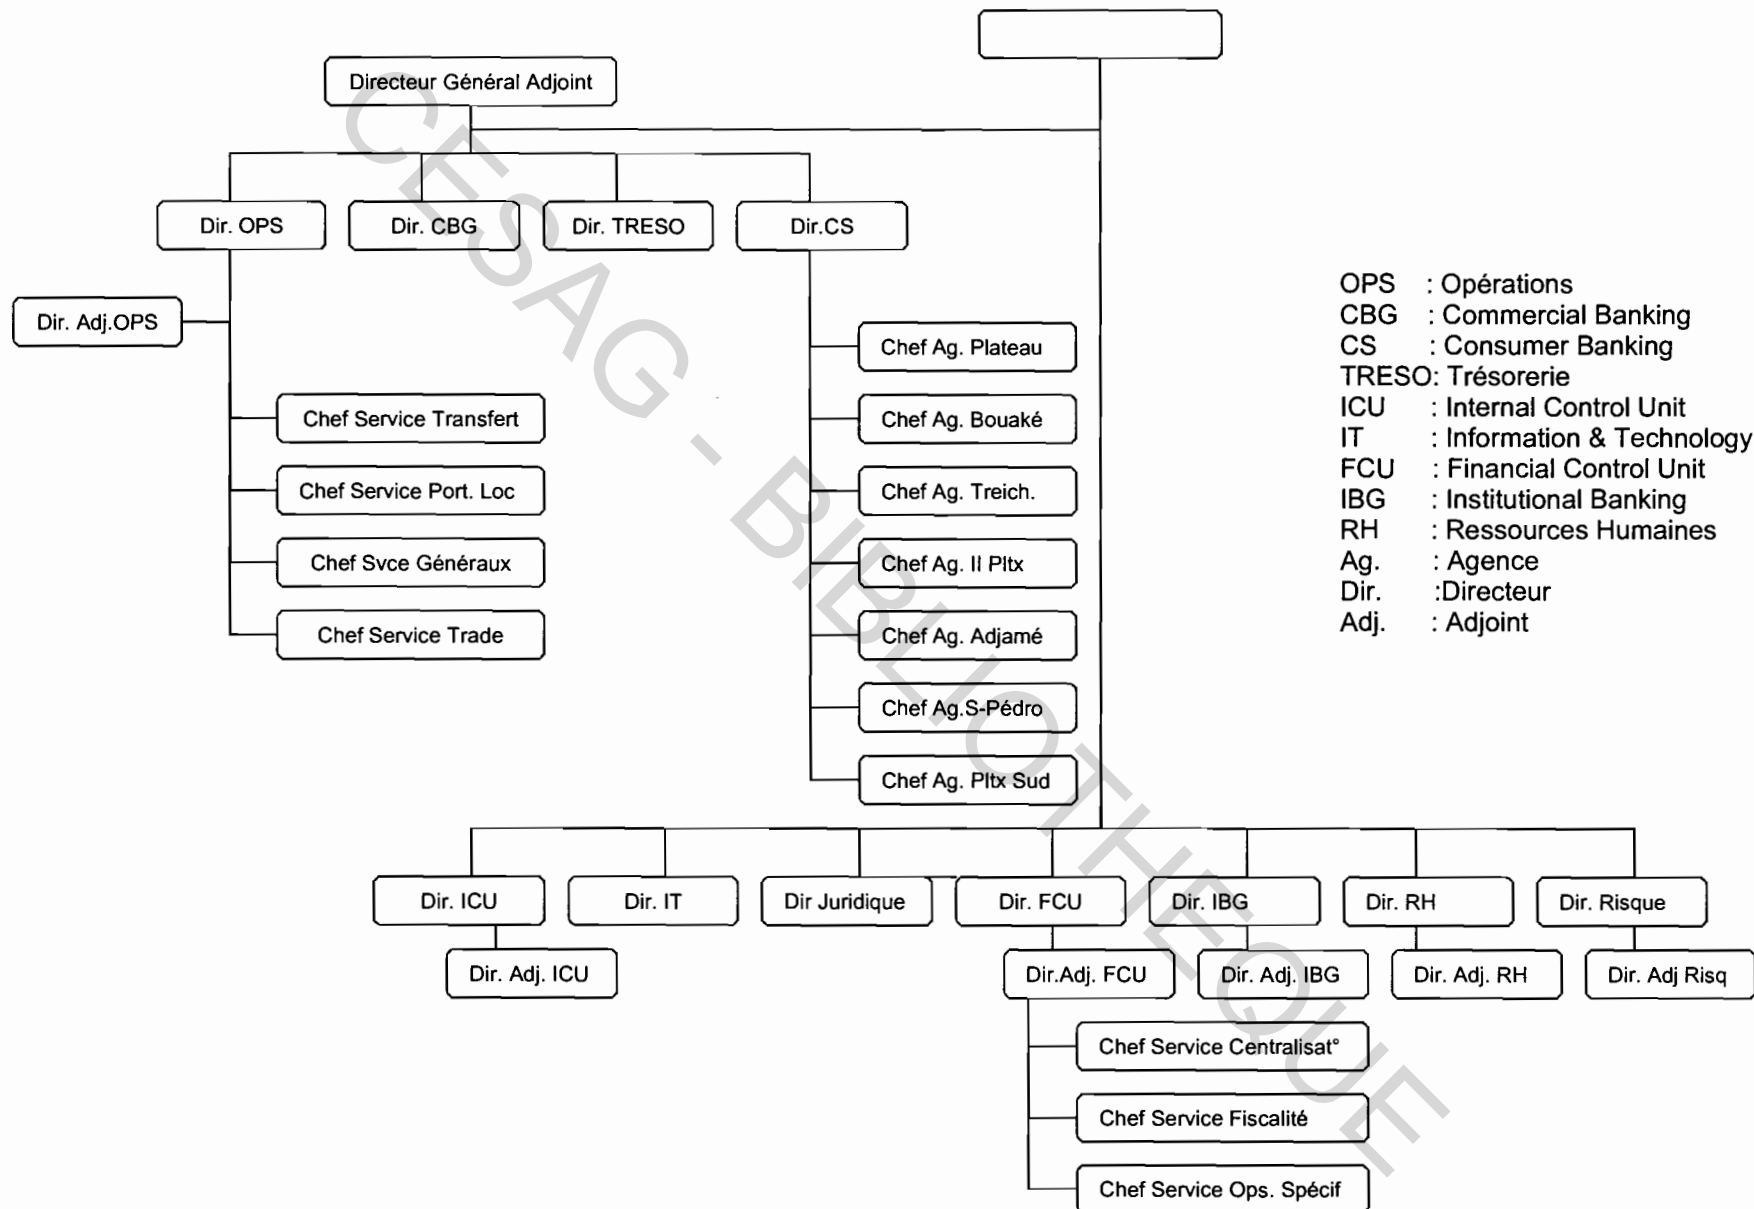 Directeur Général Adjoint
Dir. OPS
Dir. CBG
Dir. TRESO
Dir.CS
Dir. Adj.OPS
Chef Service Transfert
Chef Service Port. Loc
Chef Svce Généraux
Chef Service Trade
Chef Ag. Plateau
Chef Ag. Bouaké
Chef Ag. Treich.
Chef Ag. II Pltx
Chef Ag. Adjamé
Chef Ag.S-Pédro
Chef Ag. Pltx Sud
OPS : Opérations
CBG : Commercial Banking
CS : Consumer Banking
TRESO: Trésorerie
ICU : Internal Control Unit
IT : Information & Technology
FCU : Financial Control Unit
IBG : Institutional Banking
RH : Ressources Humaines
Ag. : Agence
Dir. :Directeur
Adj. : Adjoint
Dir. ICU
Dir. IT
Dir Juridique
Dir. FCU
Dir. IBG
Dir. RH
Dir. Risque
Dir. Adj. ICU
Dir.Adj. FCU
Dir. Adj. IBG
Dir. Adj. RH
Dir. Adj Risq
Chef Service Centralisat°
Chef Service Fiscalité
Chef Service Ops. Spécif
CESAG - BIBLIOTHEQUE